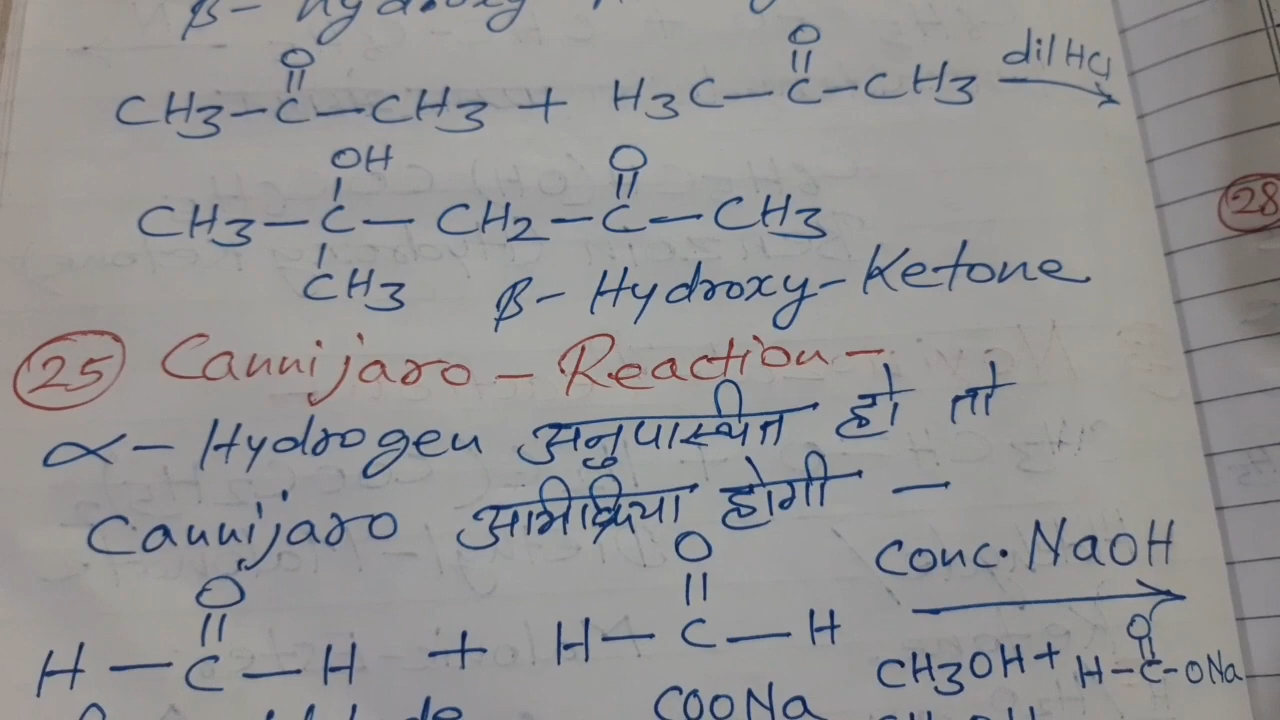 β- Hydroxy
O O
CH3-C-CH3 + H3C-C-CH3 dil HCl →
OH O
CH3-C-CH2-C-CH3
CH3 β- Hydroxy-Ketone
28
25 Cannijaro-Reaction-
α-Hydrogen अनुपास्थित हो तो
Cannijaro अभिक्रिया होगी -
O O conc. NaOH →
H-C-H + H-C-H
O
CH3OH + H-C-ONa
COONa